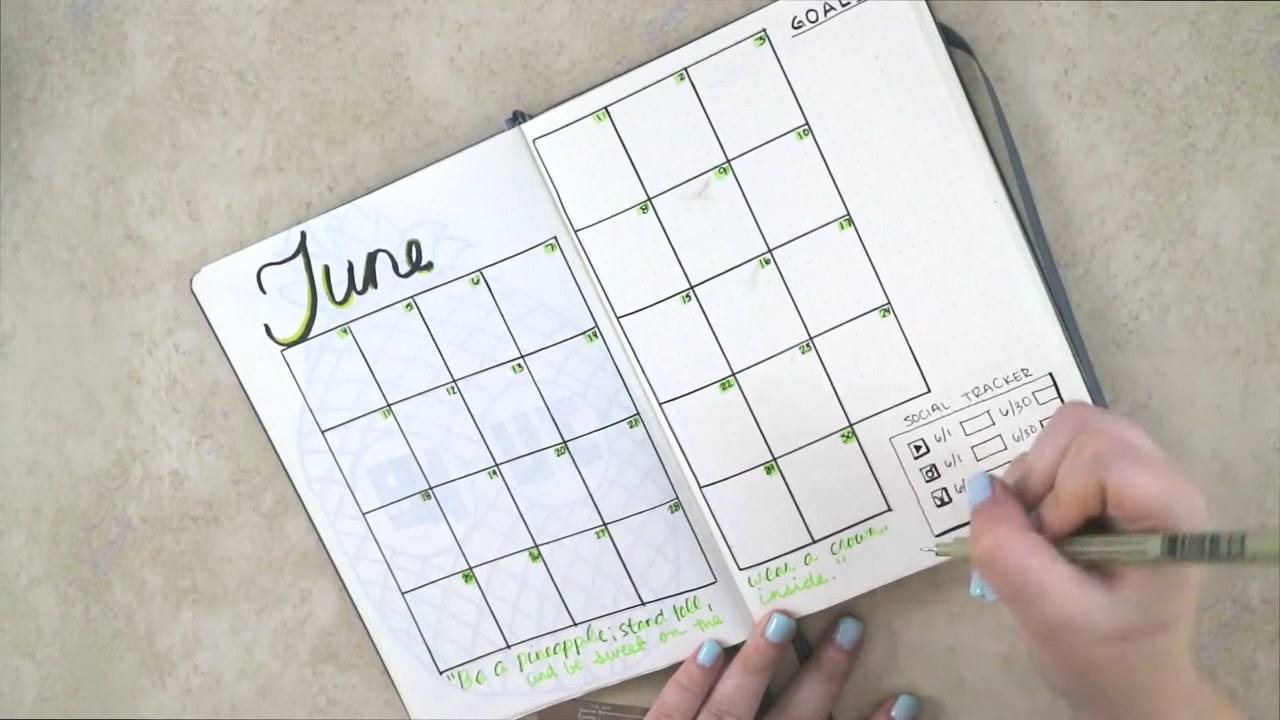 June
4 5 6 7
11 12 13 14
18 19 20 21
25 26 27 28
"Be a pineapple; stand tall,
and be sweet on the
1 2 3
8 9 10
15 16 17
22 23 24
29 30
wear a crown,
inside."
GOALS
SOCIAL TRACKER
6/1 6/30
6/1 6/30
6/